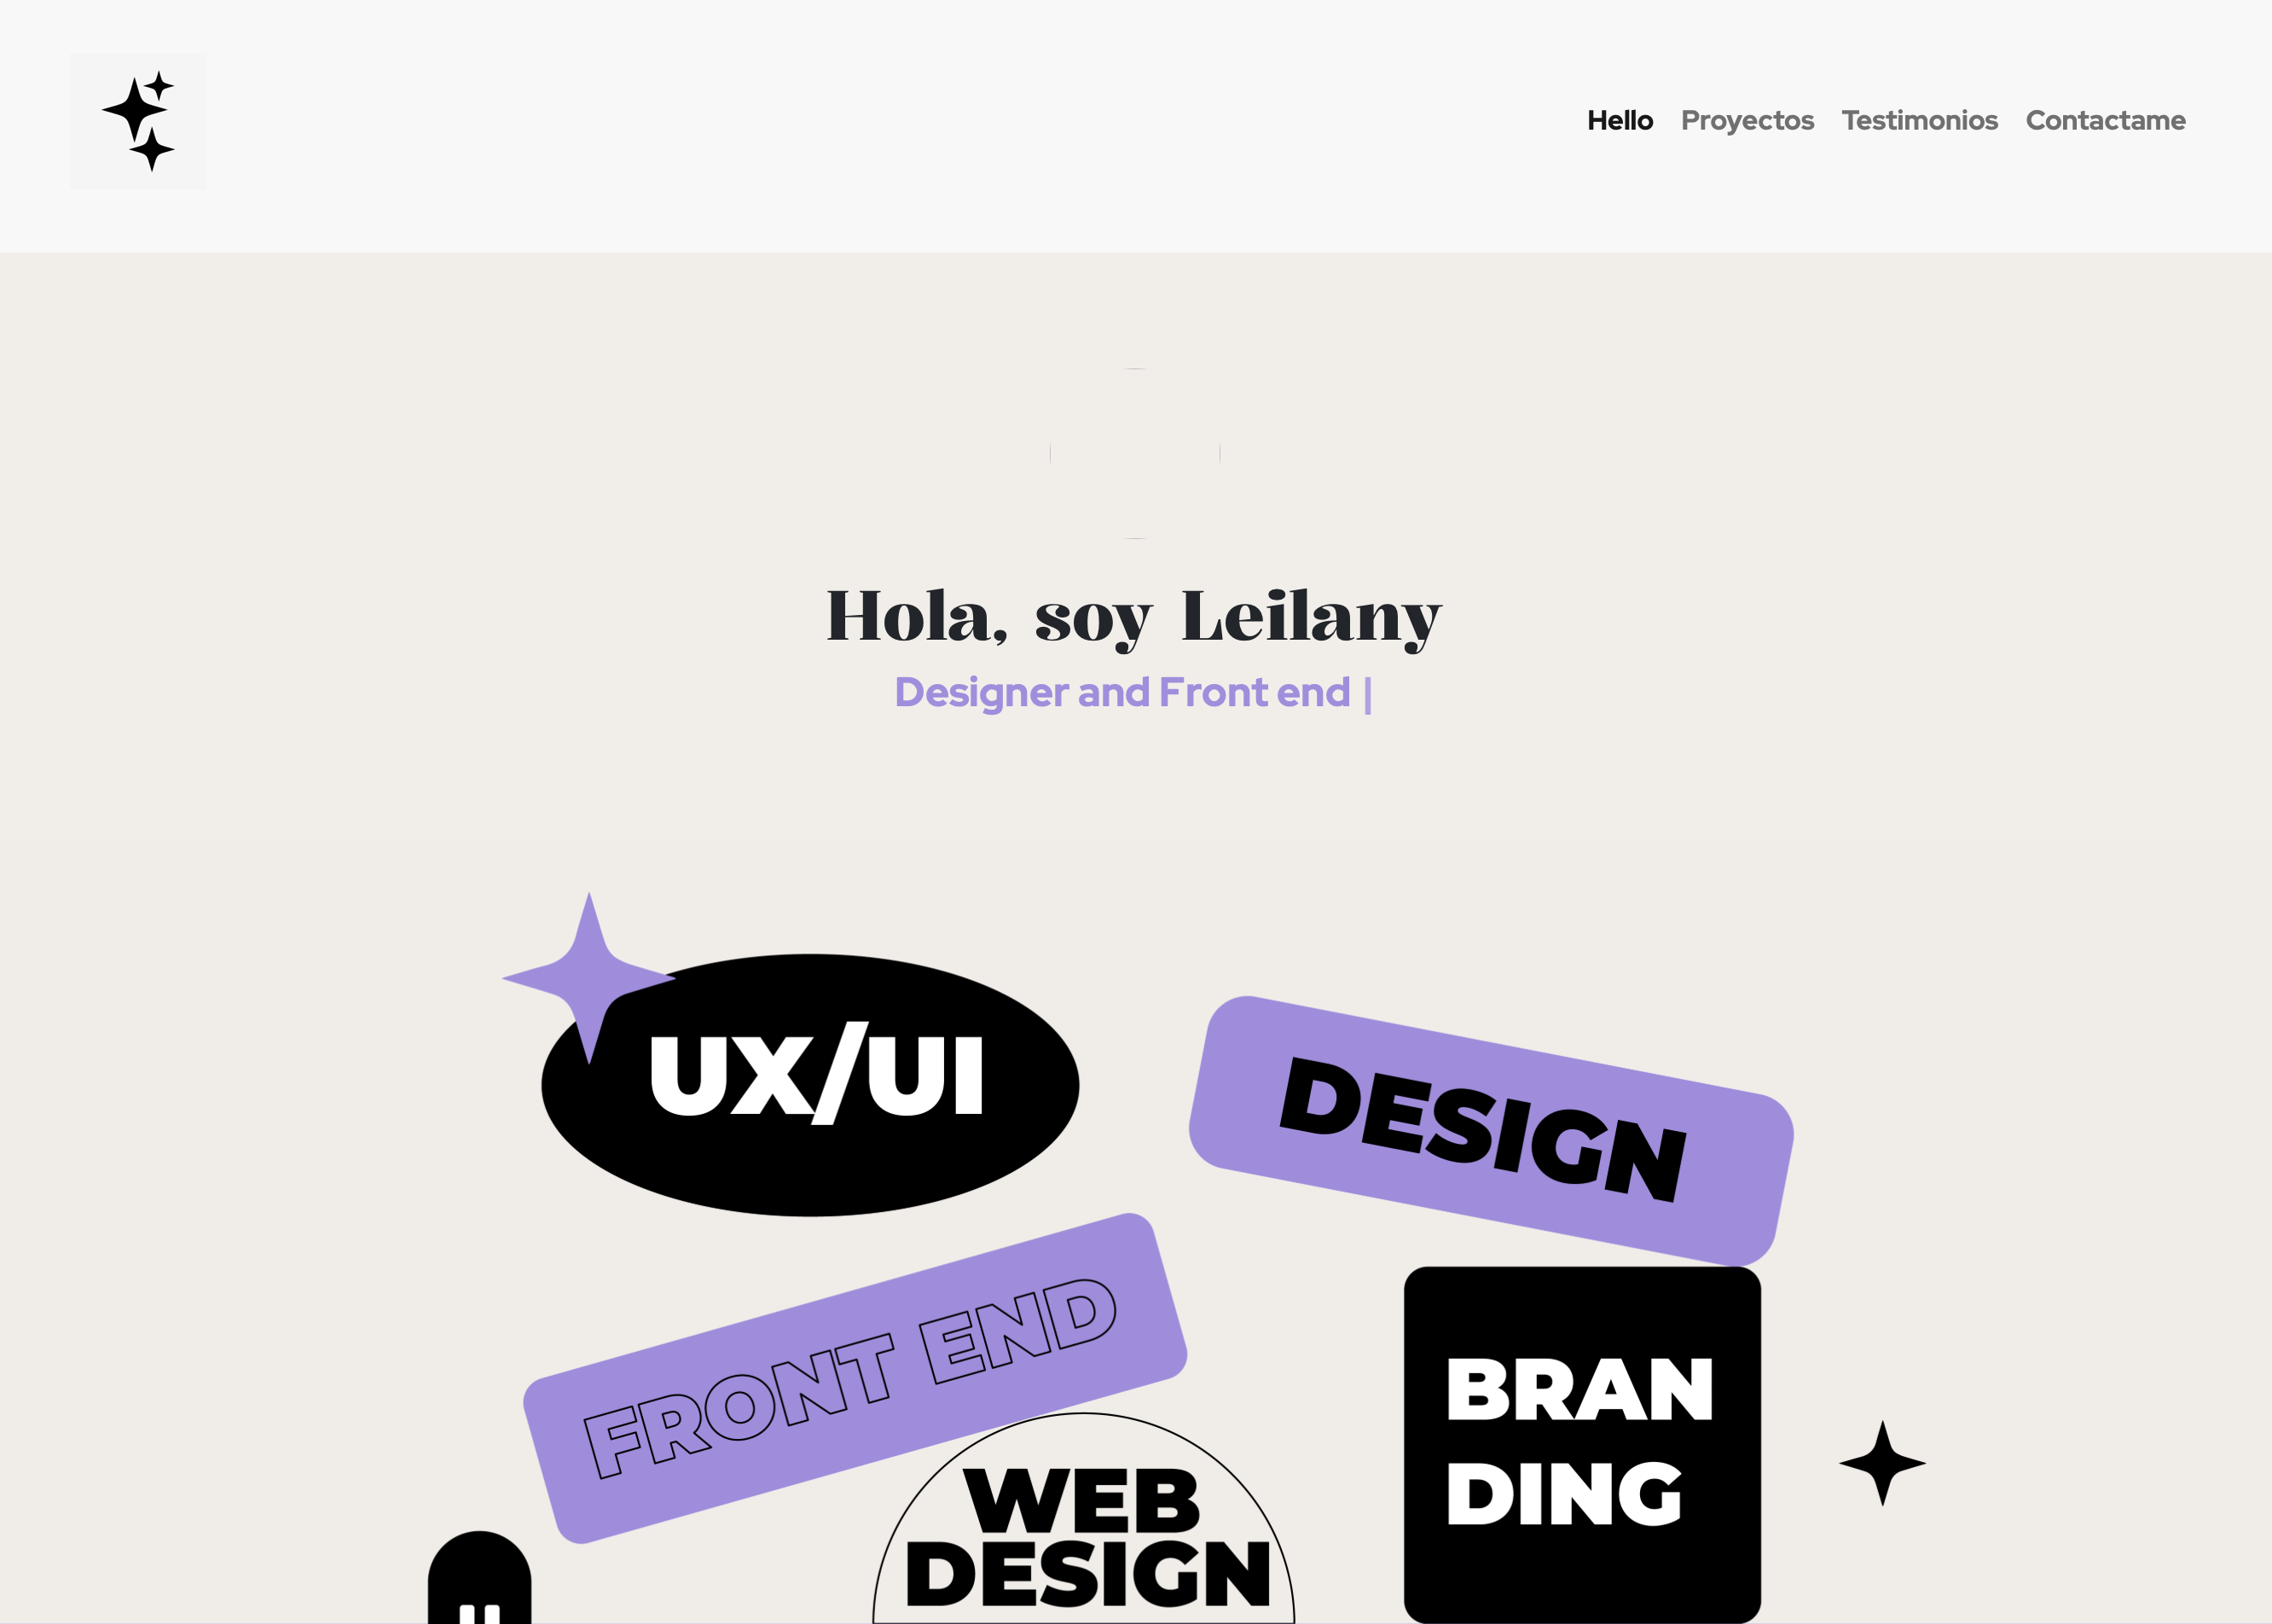 Hello Proyectos Testimonios Contactame
Hola, soy Leilany
Designer and Front end |
UX/UI
DESIGN
FRONT END
BRAN
DING
WEB
DESIGN